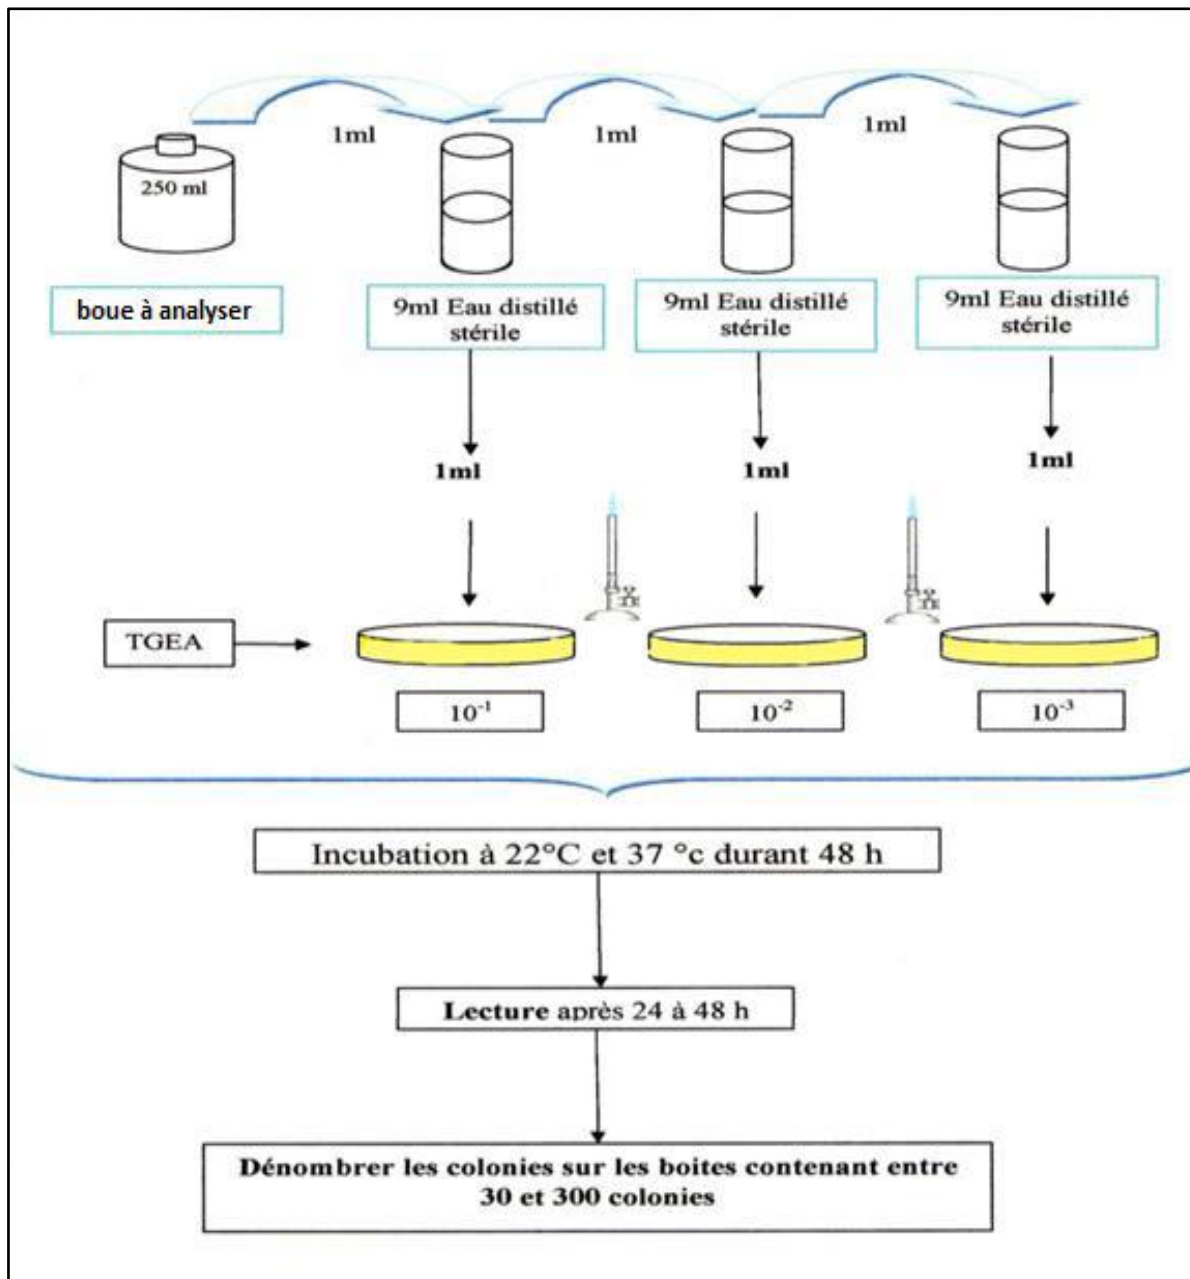 1ml
1ml
1ml
250 ml
boue à analyser
9ml Eau distillé
stérile
9ml Eau distillé
stérile
9ml Eau distillé
stérile
1ml
1ml
1ml
TGEA
10⁻¹
10⁻²
10⁻³
Incubation à 22°C et 37 °c durant 48 h
Lecture après 24 à 48 h
Dénombrer les colonies sur les boites contenant entre
30 et 300 colonies